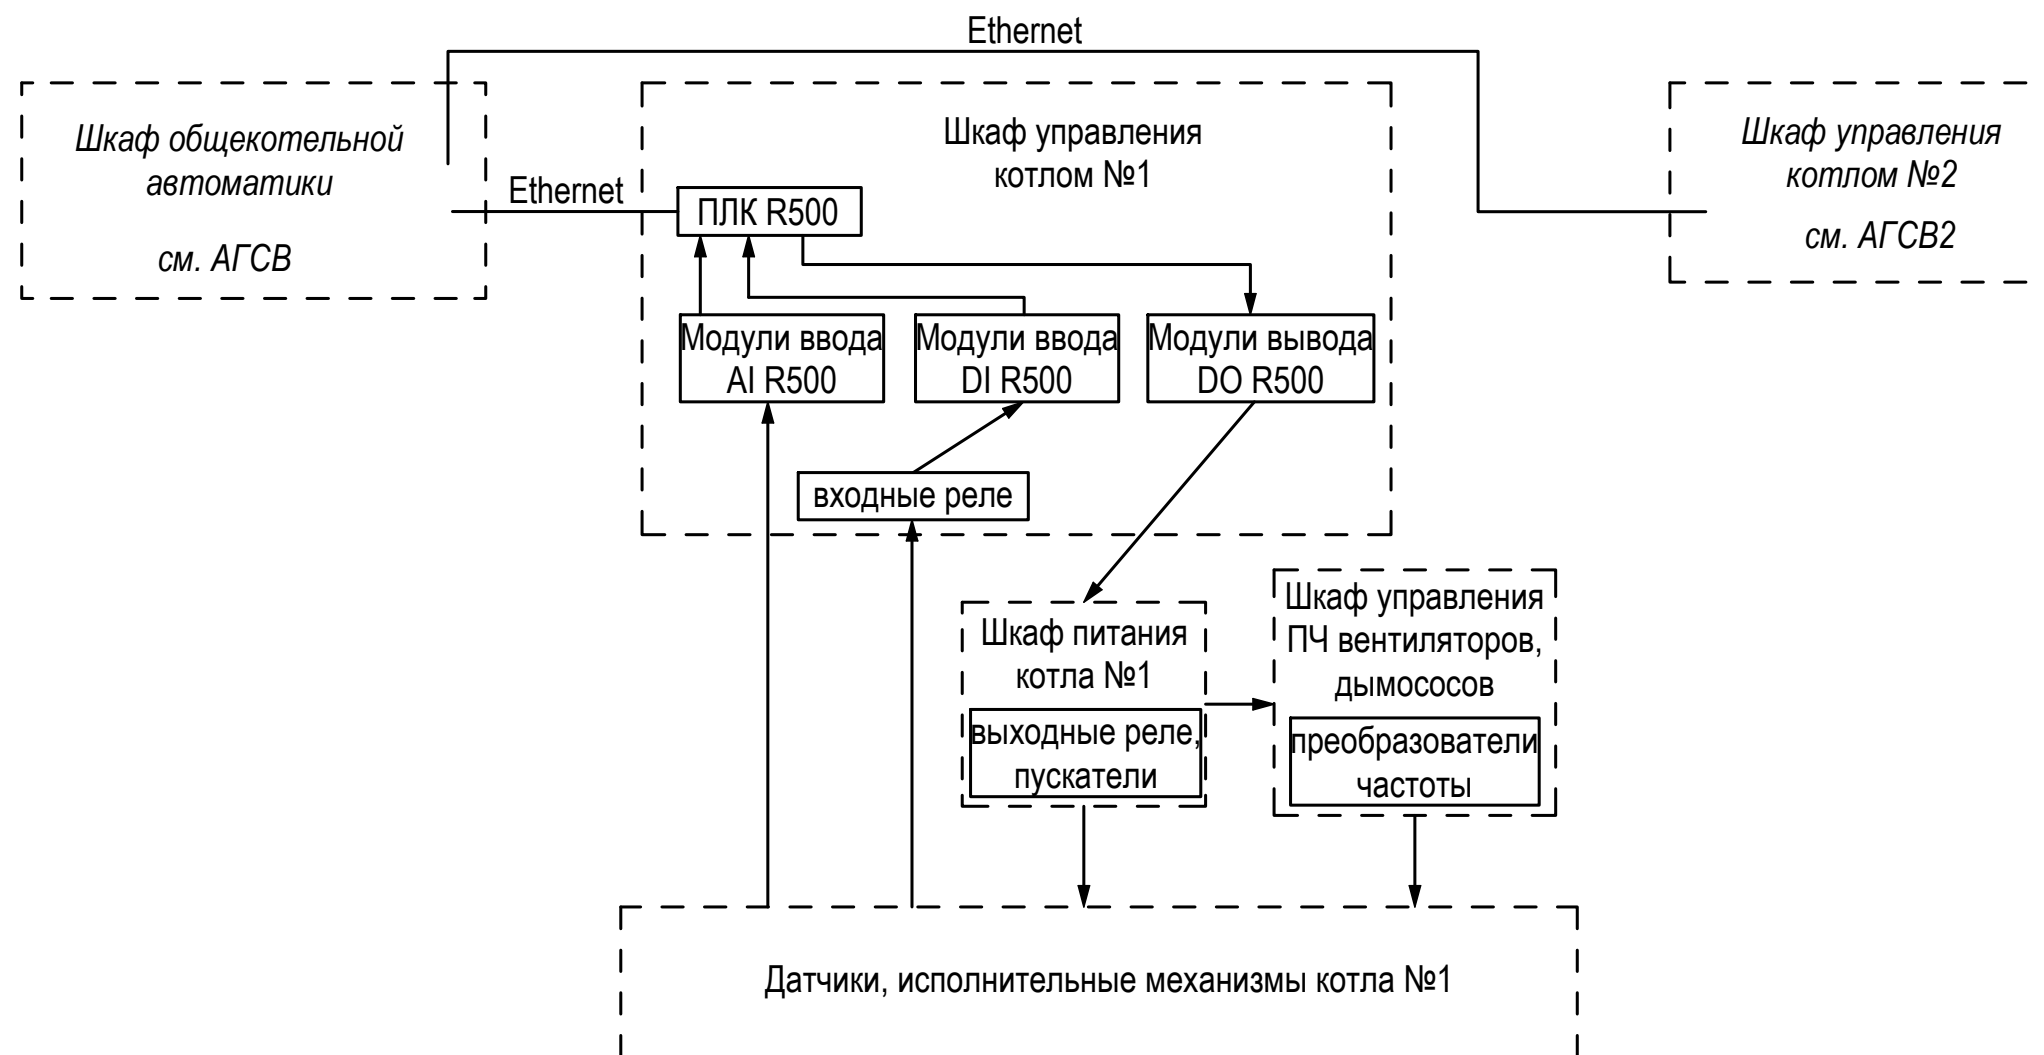 Ethernet
Шкаф общекотельной
автоматики
см. АГСВ
Ethernet
Шкаф управления
котлом №1
ПЛК R500
Модули ввода
AI R500
Модули ввода
DI R500
Модули вывода
DO R500
входные реле
Шкаф управления
котлом №2
см. АГСВ2
Шкаф питания
котла №1
выходные реле,
пускатели
Шкаф управления
ПЧ вентиляторов,
дымососов
преобразователи
частоты
Датчики, исполнительные механизмы котла №1